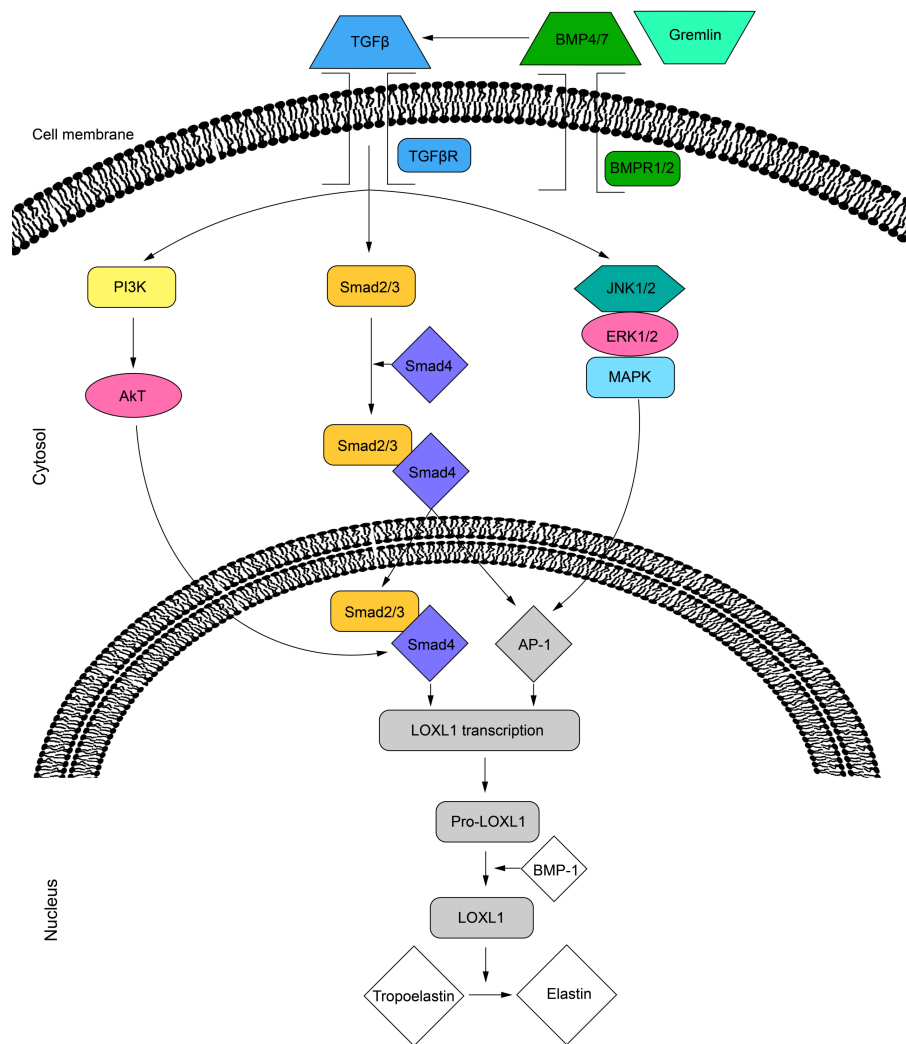 TGFβ
BMP4/7
Gremlin
Cell membrane
TGFβR
BMPR1/2
PI3K
Smad2/3
JNK1/2
ERK1/2
Smad4
MAPK
AkT
Smad2/3
Smad4
Cytosol
Smad2/3
Smad4
AP-1
LOXL1 transcription
Pro-LOXL1
BMP-1
Nucleus
LOXL1
Tropoelastin
Elastin